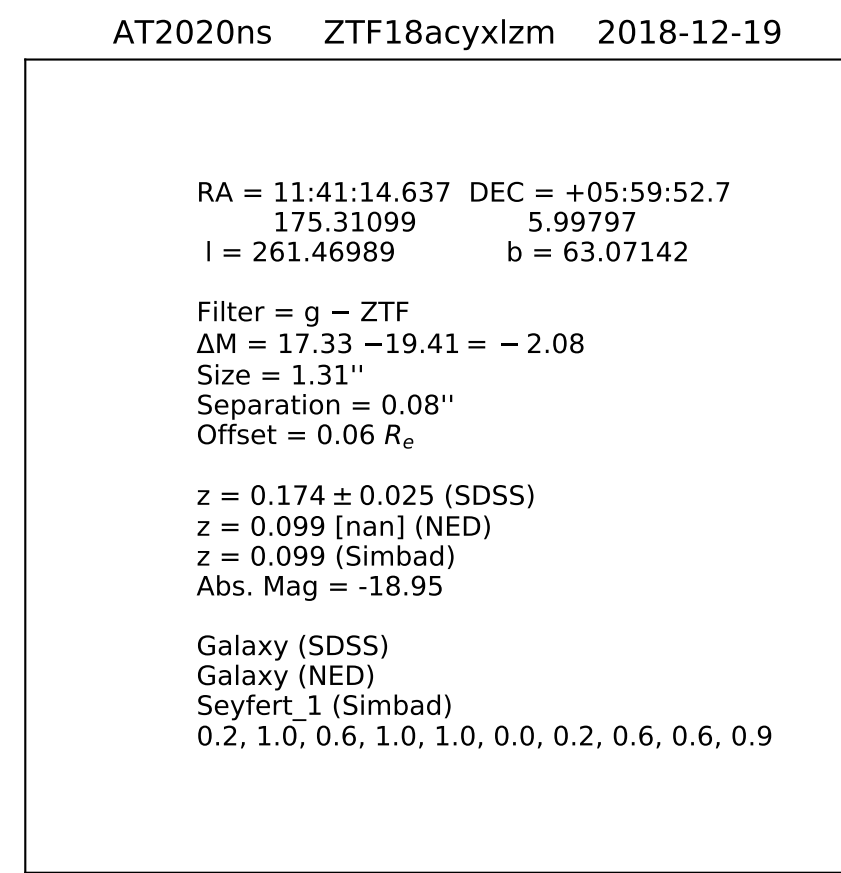 AT2020ns ZTF18acyxlzm 2018-12-19
RA = 11:41:14.637 DEC = +05:59:52.7
175.31099 5.99797
l = 261.46989 b = 63.07142
Filter = g − ZTF
ΔM = 17.33 −19.41 = − 2.08
Size = 1.31''
Separation = 0.08''
Offset = 0.06 Rₑ
z = 0.174 ± 0.025 (SDSS)
z = 0.099 [nan] (NED)
z = 0.099 (Simbad)
Abs. Mag = -18.95
Galaxy (SDSS)
Galaxy (NED)
Seyfert_1 (Simbad)
0.2, 1.0, 0.6, 1.0, 1.0, 0.0, 0.2, 0.6, 0.6, 0.9